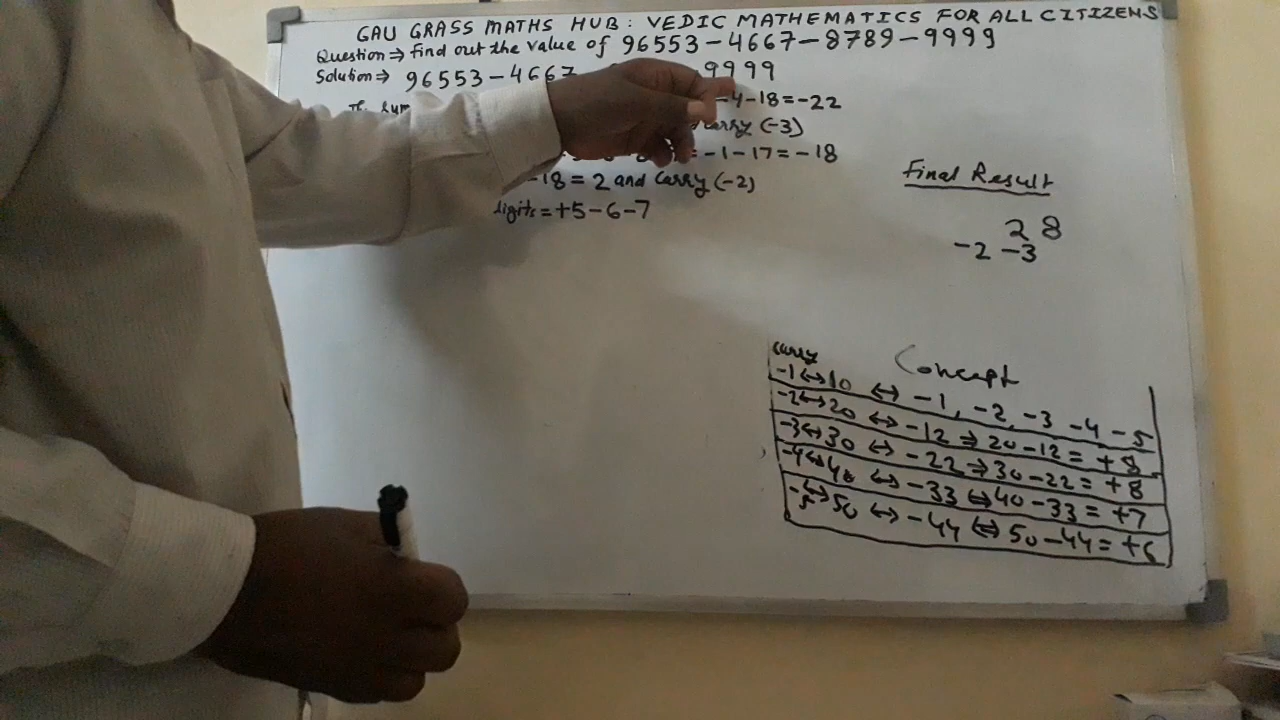 GAU GRASS MATHS HUB: VEDIC MATHEMATICS FOR ALL CITIZENS
Question ⇒ find out the value of 96553-4667-8789-9999
Solution ⇒ 96553-4667 -9999
-4-18=-22
carry (-3)
=-1-17=-18
-18=2 and carry (-2)
digits=+5-6-7
Final Result
2 8
-2 -3
Concept
carry
-1↔10 ↔ -1, -2, -3 -4 -5
-2↔20 ↔ -12 ⇒ 20-12= +8
-3↔30 ↔ -22 ⇒ 30-22= +8
-4↔40 ↔ -33 ⇔ 40-33= +7
-5↔50 ↔ -44 ⇔ 50-44= +6